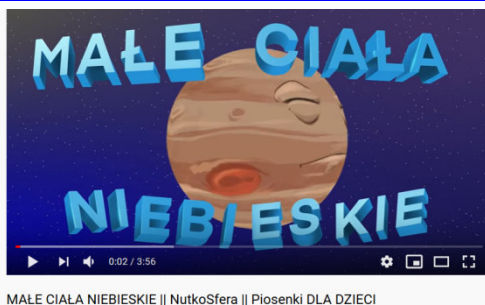 MAŁE CIAŁA
NIEBIESKIE
0:02 / 3:56
MAŁE CIAŁA NIEBIESKIE || NutkoSfera || Piosenki DLA DZIECI